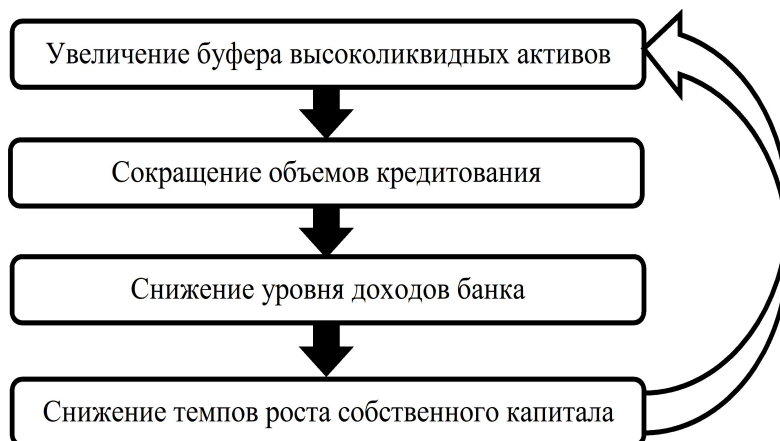 Увеличение буфера высоколиквидных активов
Сокращение объемов кредитования
Снижение уровня доходов банка
Снижение темпов роста собственного капитала